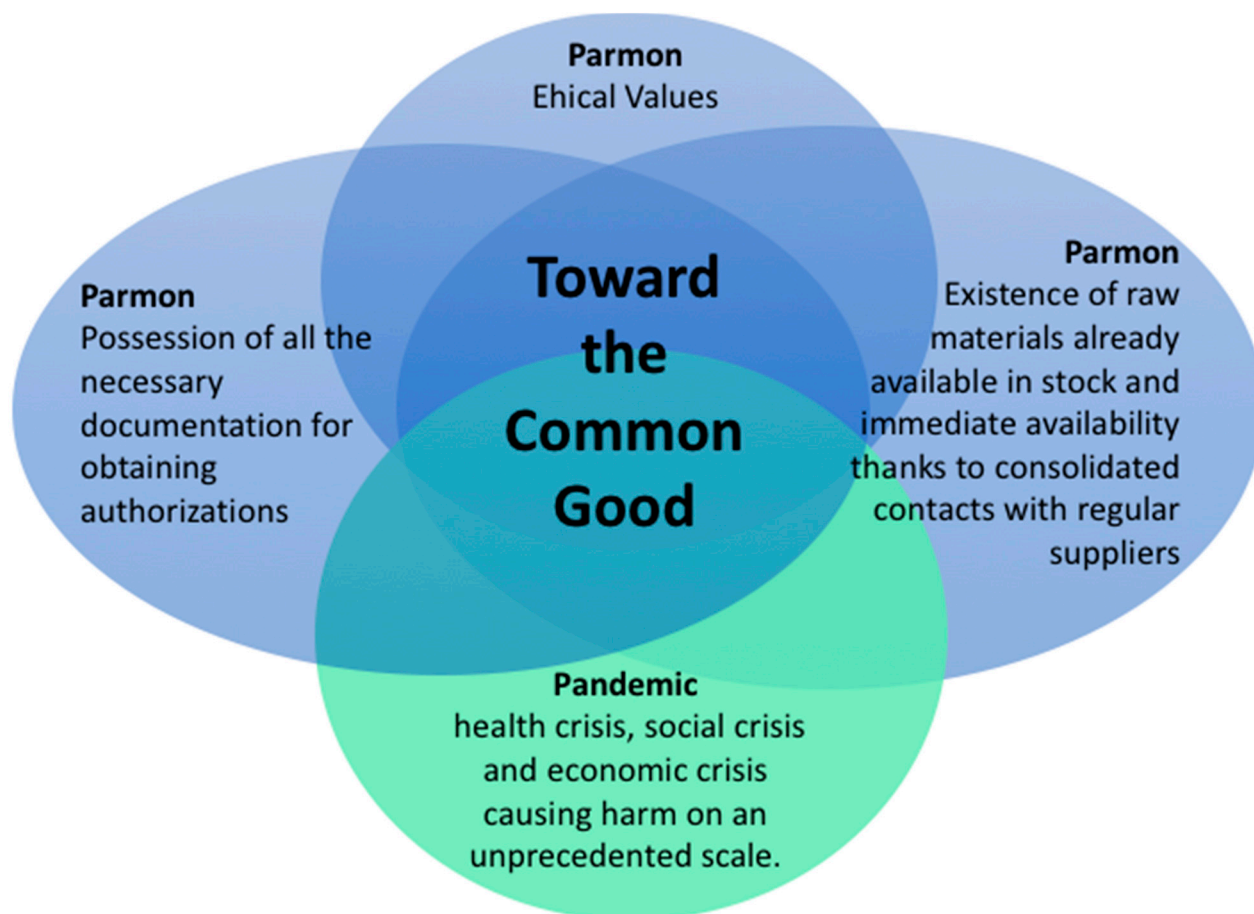 Parmon
Ehical Values
Toward
the
Common
Good
Parmon
Possession of all the
necessary
documentation for
obtaining
authorizations
Parmon
Existence of raw
materials already
available in stock and
immediate availability
thanks to consolidated
contacts with regular
suppliers
Pandemic
health crisis, social crisis
and economic crisis
causing harm on an
unprecedented scale.